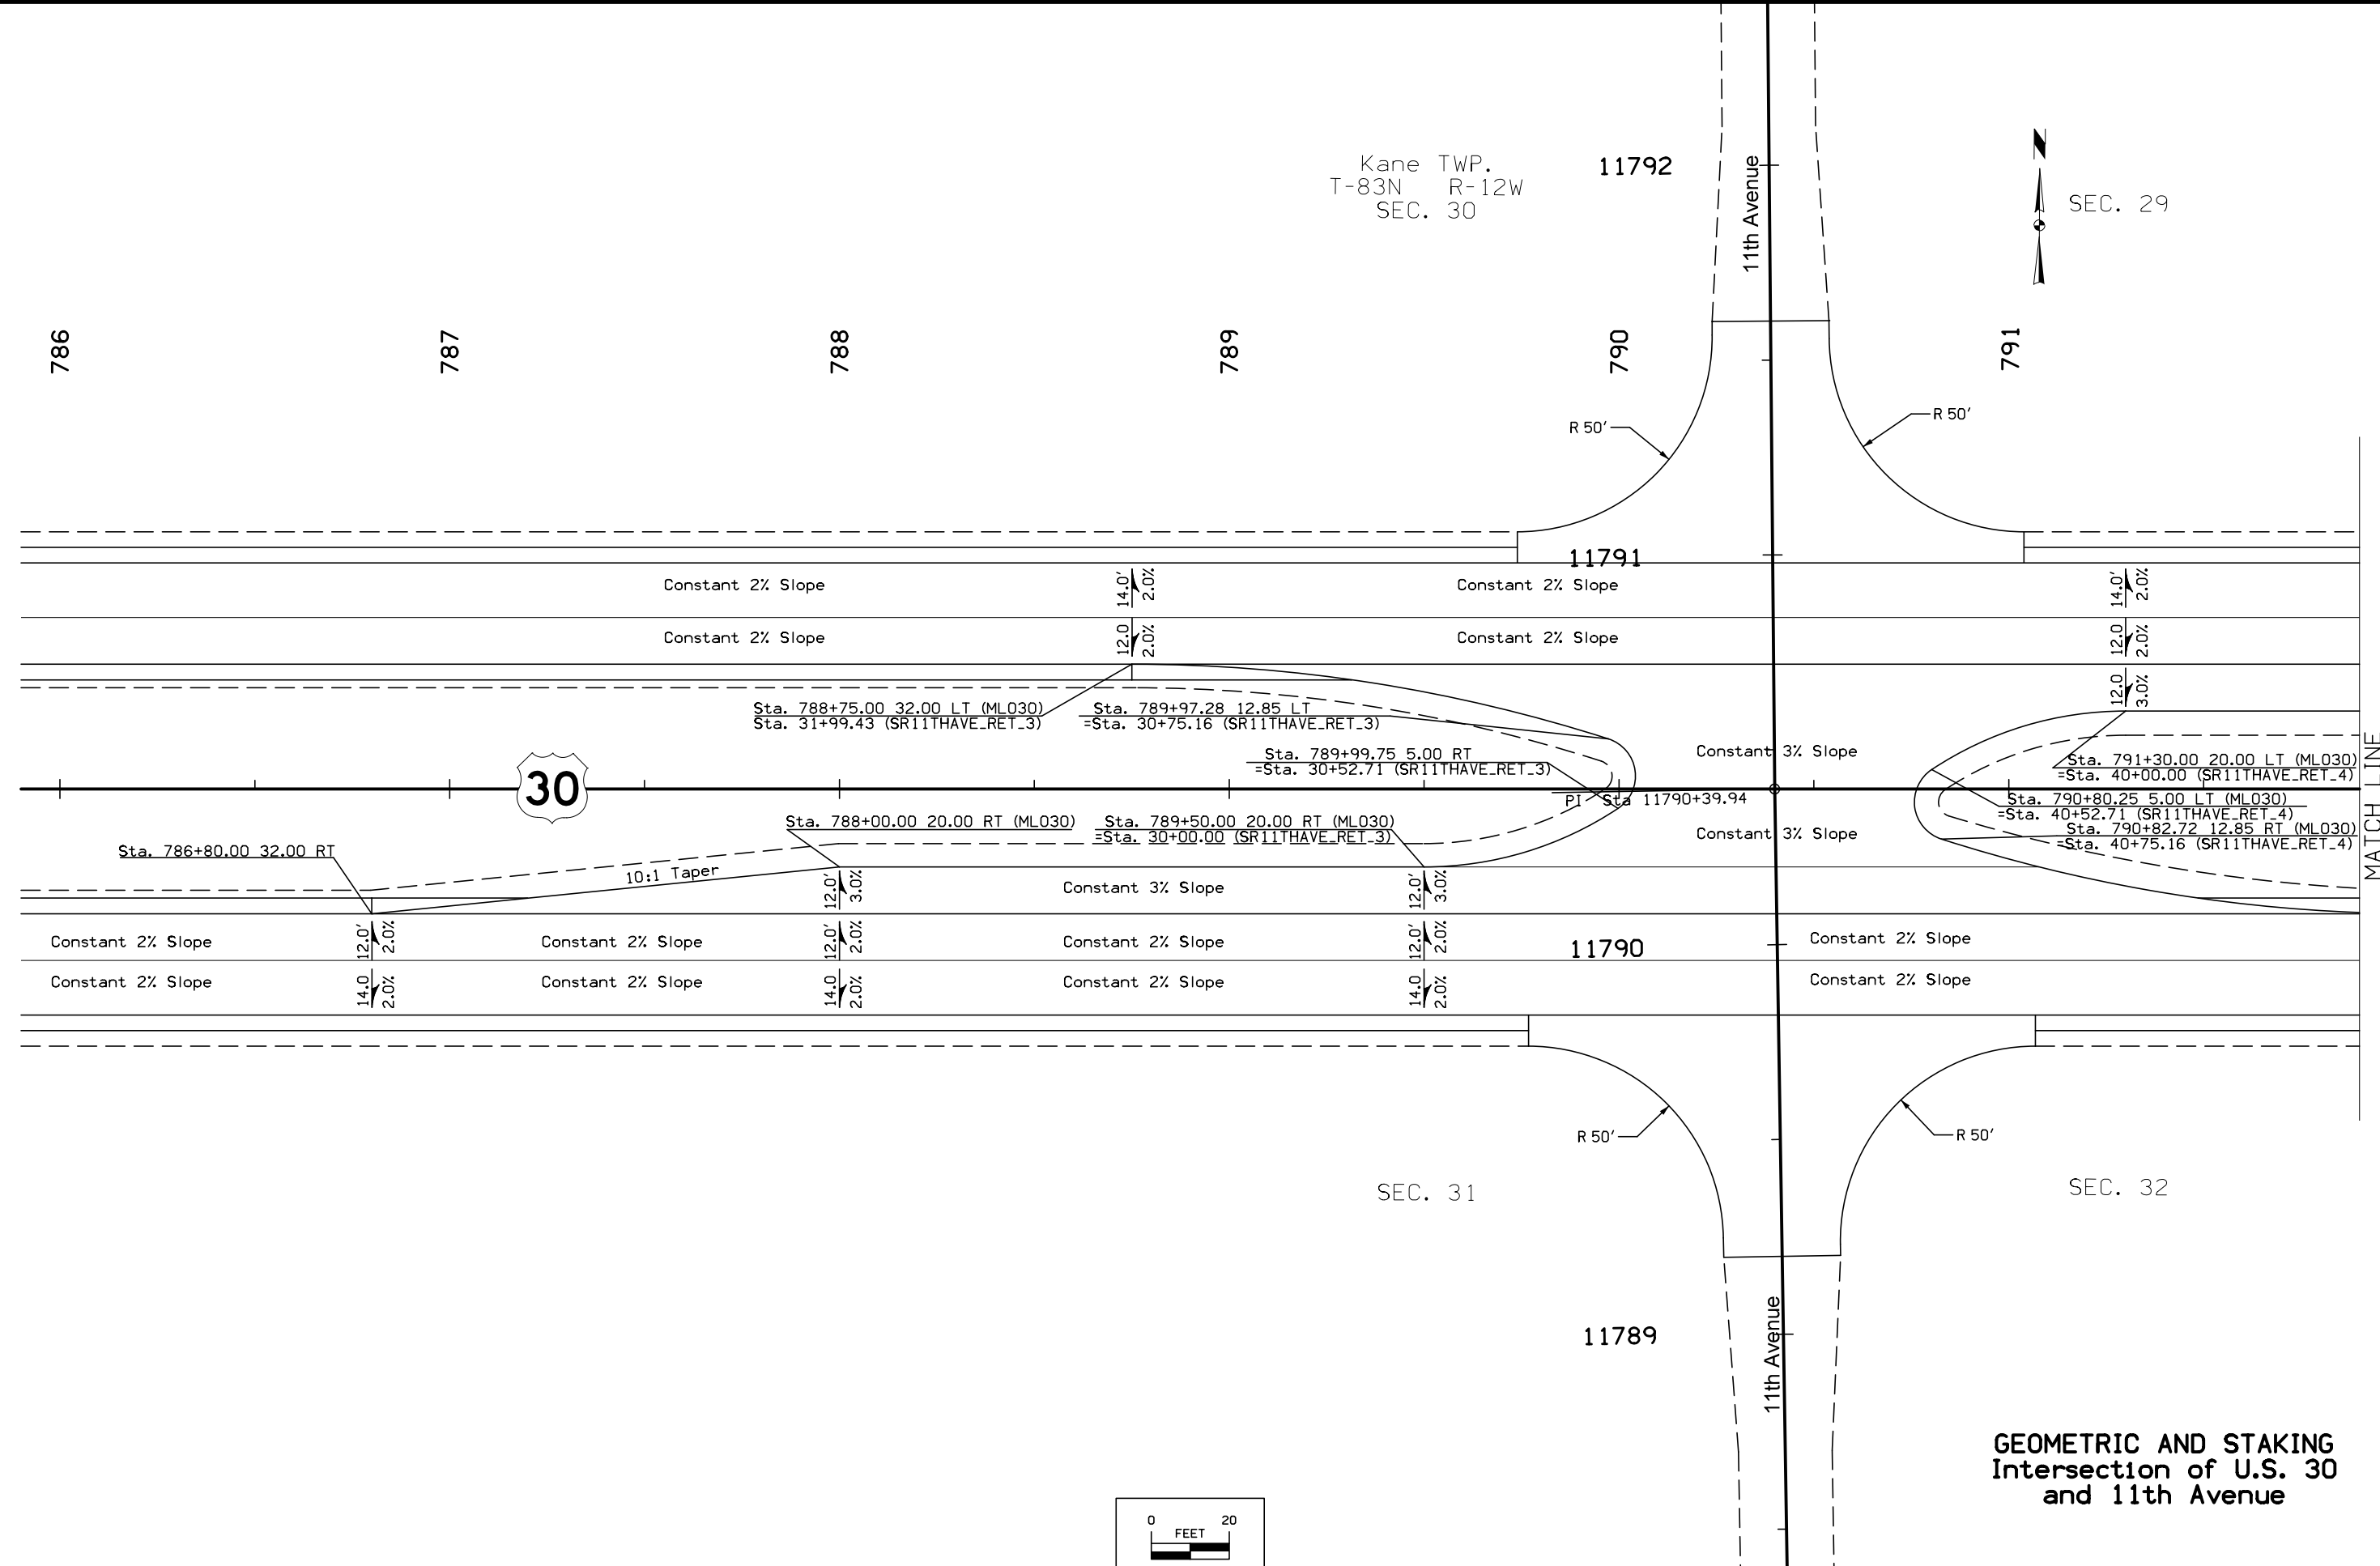 Kane TWP.
T-83N R-12W
SEC. 30
11792
11th Avenue
N
SEC. 29
786
787
788
789
790
791
R 50'
R 50'
11791
Constant 2% Slope
14.0'
2.0%
Constant 2% Slope
14.0'
2.0%
Constant 2% Slope
12.0
2.0%
Constant 2% Slope
12.0
2.0%
12.0
3.0%
Sta. 788+75.00 32.00 LT (ML030)
Sta. 31+99.43 (SR11THAVE_RET_3)
Sta. 789+97.28 12.85 LT
=Sta. 30+75.16 (SR11THAVE_RET_3)
Sta. 789+99.75 5.00 RT
=Sta. 30+52.71 (SR11THAVE_RET_3)
Constant 3% Slope
Sta. 791+30.00 20.00 LT (ML030)
=Sta. 40+00.00 (SR11THAVE_RET_4)
MATCH LINE
30
PI Sta 11790+39.94
Sta. 790+80.25 5.00 LT (ML030)
=Sta. 40+52.71 (SR11THAVE_RET_4)
Sta. 790+82.72 12.85 RT (ML030)
=Sta. 40+75.16 (SR11THAVE_RET_4)
Sta. 788+00.00 20.00 RT (ML030)
Sta. 789+50.00 20.00 RT (ML030)
=Sta. 30+00.00 (SR11THAVE_RET_3)
Constant 3% Slope
Sta. 786+80.00 32.00 RT
10:1 Taper
12.0'
3.0%
Constant 3% Slope
12.0'
3.0%
Constant 2% Slope
12.0'
2.0%
Constant 2% Slope
12.0'
2.0%
Constant 2% Slope
12.0'
2.0%
11790
Constant 2% Slope
Constant 2% Slope
14.0
2.0%
Constant 2% Slope
14.0
2.0%
Constant 2% Slope
14.0
2.0%
Constant 2% Slope
R 50'
R 50'
SEC. 31
SEC. 32
11789
11th Avenue
GEOMETRIC AND STAKING
Intersection of U.S. 30
and 11th Avenue
0 20
FEET